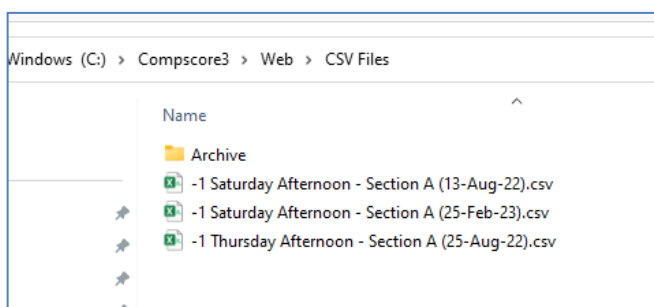 Windows (C:) > Compscore3 > Web > CSV Files
Name
Archive
-1 Saturday Afternoon - Section A (13-Aug-22).csv
-1 Saturday Afternoon - Section A (25-Feb-23).csv
-1 Thursday Afternoon - Section A (25-Aug-22).csv